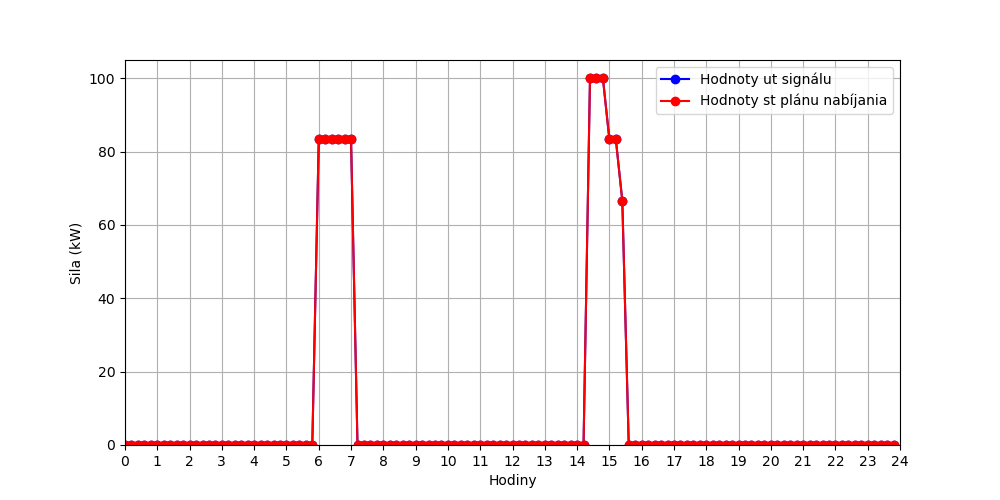 Hodnoty ut signálu
Hodnoty st plánu nabíjania
100
80
60
40
20
0
Sila (kW)
0 1 2 3 4 5 6 7 8 9 10 11 12 13 14 15 16 17 18 19 20 21 22 23 24
Hodiny